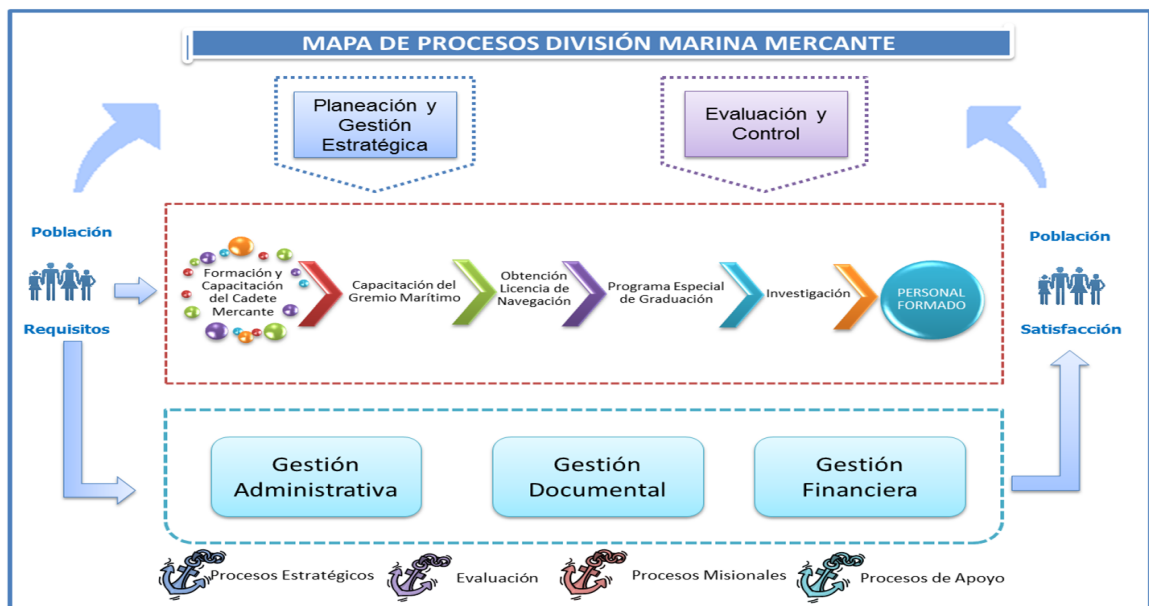 MAPA DE PROCESOS DIVISIÓN MARINA MERCANTE
Planeación y
Gestión
Estratégica
Evaluación y
Control
Población
Requisitos
Formación y
Capacitación
del Cadete
Mercante
Capacitación del
Gremio Marítimo
Obtención
Licencia de
Navegación
Programa Especial
de Graduación
Investigación
PERSONAL
FORMADO
Población
Satisfacción
Gestión
Administrativa
Gestión
Documental
Gestión
Financiera
Procesos Estratégicos
Evaluación
Procesos Misionales
Procesos de Apoyo